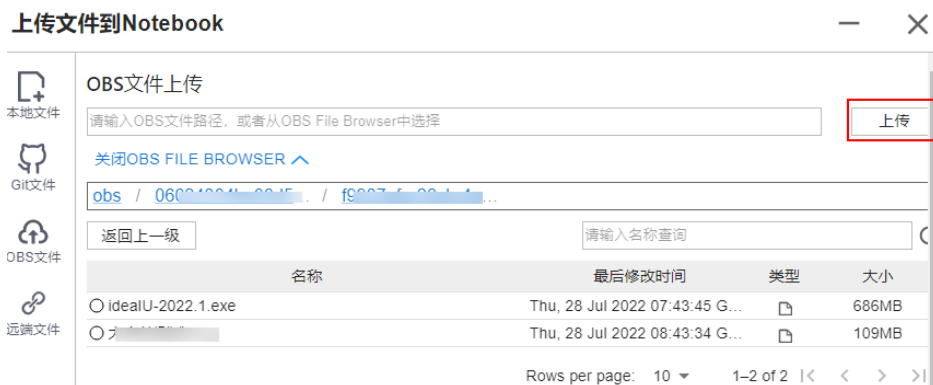 上传文件到Notebook
本地文件
Git文件
OBS文件
远端文件
OBS文件上传
请输入OBS文件路径，或者从OBS File Browser中选择
上传
关闭OBS FILE BROWSER
obs / /
返回上一级
请输入名称查询
名称 最后修改时间 类型 大小
idealU-2022.1.exe Thu, 28 Jul 2022 07:43:45 G... 686MB
Thu, 28 Jul 2022 08:43:34 G... 109MB
Rows per page: 10 1–2 of 2